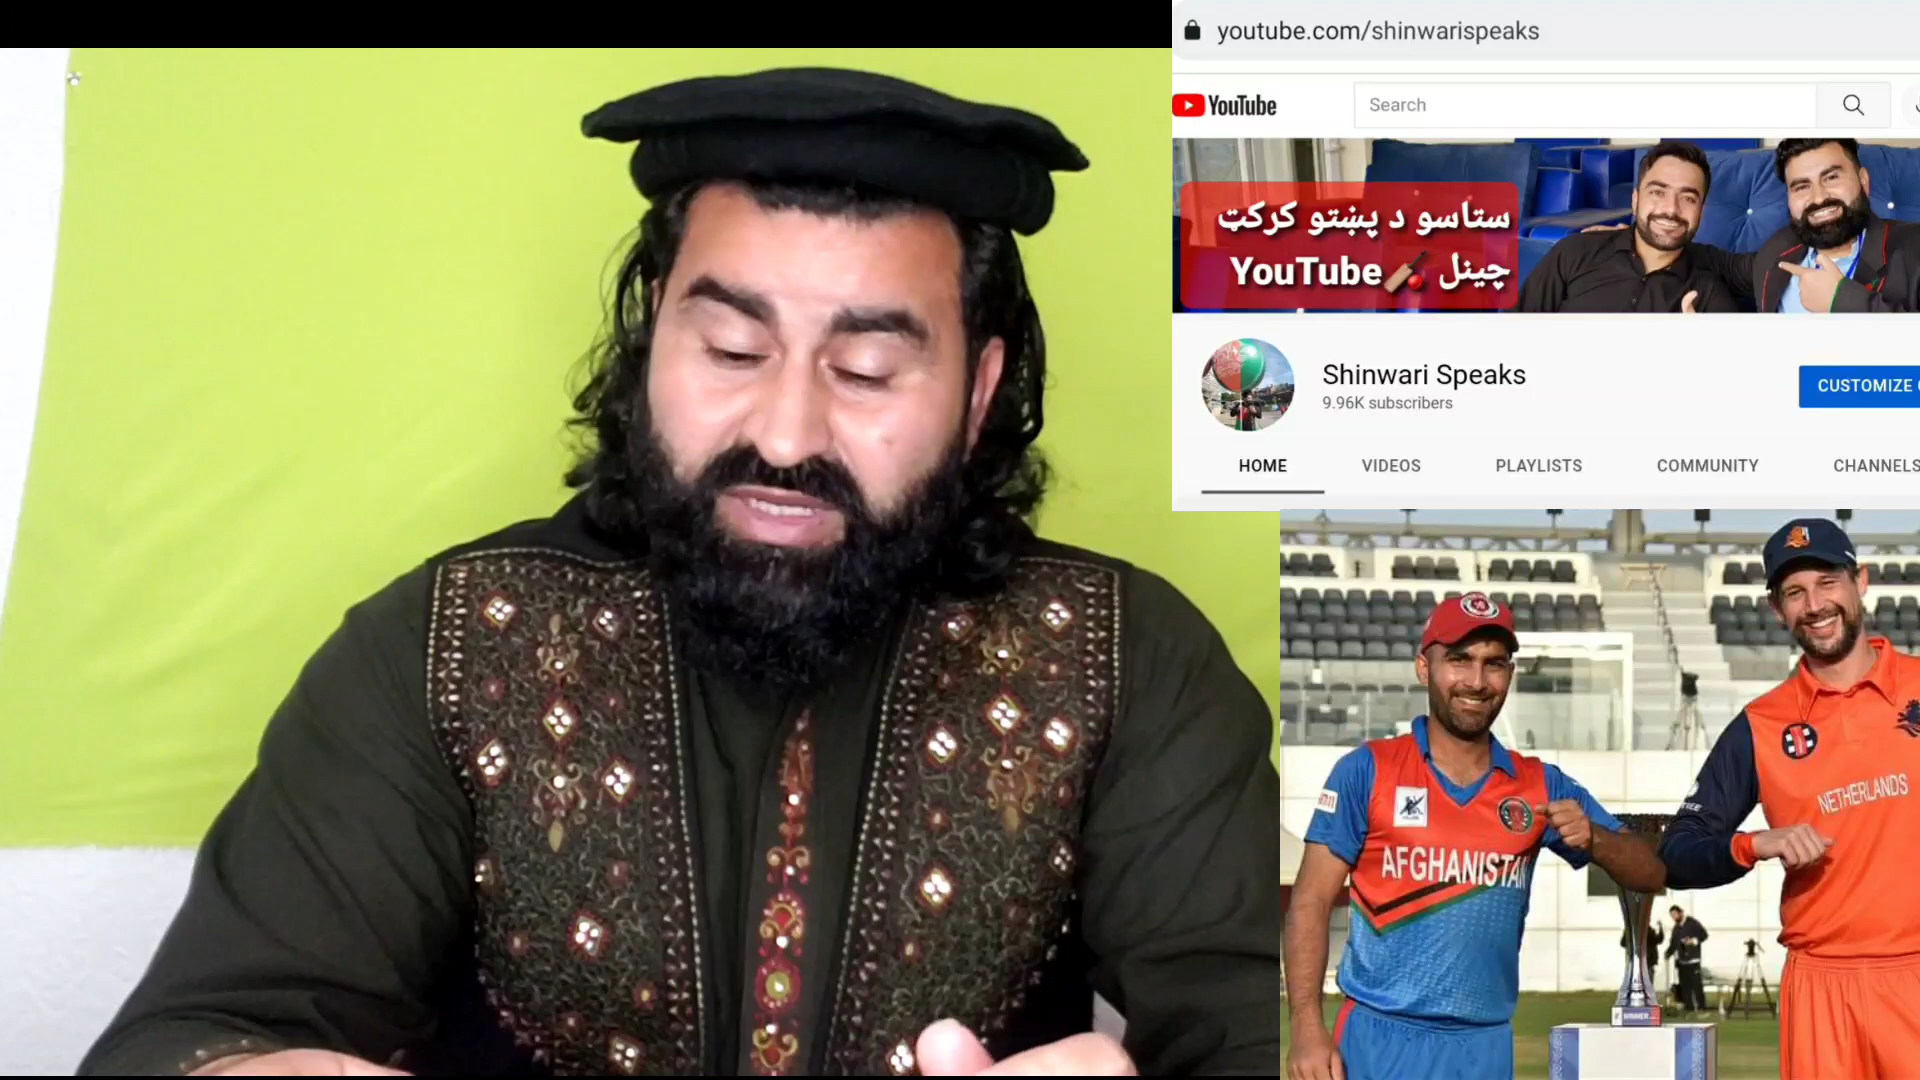 youtube.com/shinwarispeaks
YouTube
Search
ستاسو د پښتو کرکټ
چینل YouTube
Shinwari Speaks
9.96K subscribers
CUSTOMIZE
HOME
VIDEOS
PLAYLISTS
COMMUNITY
CHANNELS
AFGHANISTAN
NETHERLANDS
WINNER